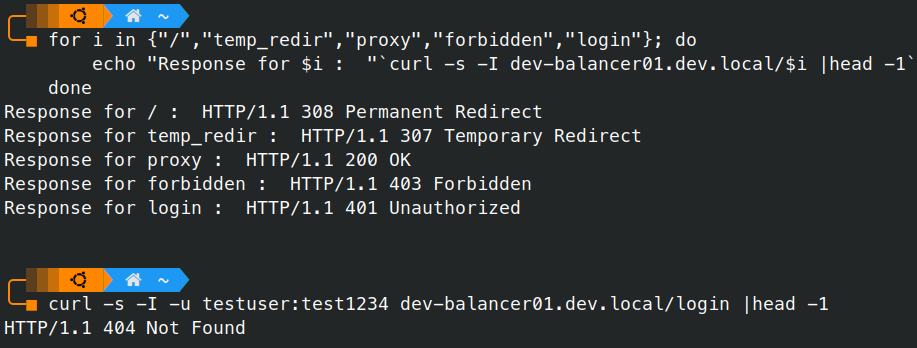 ~
for i in {"/","temp_redir","proxy","forbidden","login"}; do
echo "Response for $i :  "`curl -s -I dev-balancer01.dev.local/$i |head -1`
done
Response for / :  HTTP/1.1 308 Permanent Redirect
Response for temp_redir :  HTTP/1.1 307 Temporary Redirect
Response for proxy :  HTTP/1.1 200 OK
Response for forbidden :  HTTP/1.1 403 Forbidden
Response for login :  HTTP/1.1 401 Unauthorized
~
curl -s -I -u testuser:test1234 dev-balancer01.dev.local/login |head -1
HTTP/1.1 404 Not Found